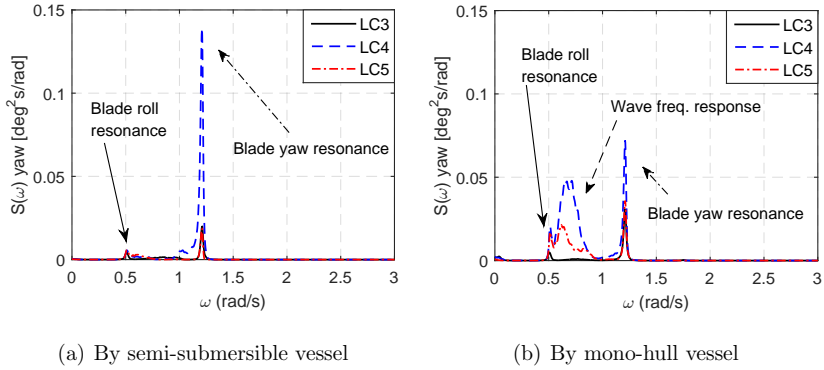 0.15
0.1
0.05
0
S(ω) yaw [deg²s/rad]
LC3
LC4
LC5
Blade roll
resonance
Blade yaw resonance
0 0.5 1 1.5 2 2.5 3
ω (rad/s)
(a) By semi-submersible vessel
0.15
0.1
0.05
0
S(ω) yaw [deg²s/rad]
LC3
LC4
LC5
Blade roll
resonance
Wave freq. response
Blade yaw resonance
0 0.5 1 1.5 2 2.5 3
ω (rad/s)
(b) By mono-hull vessel